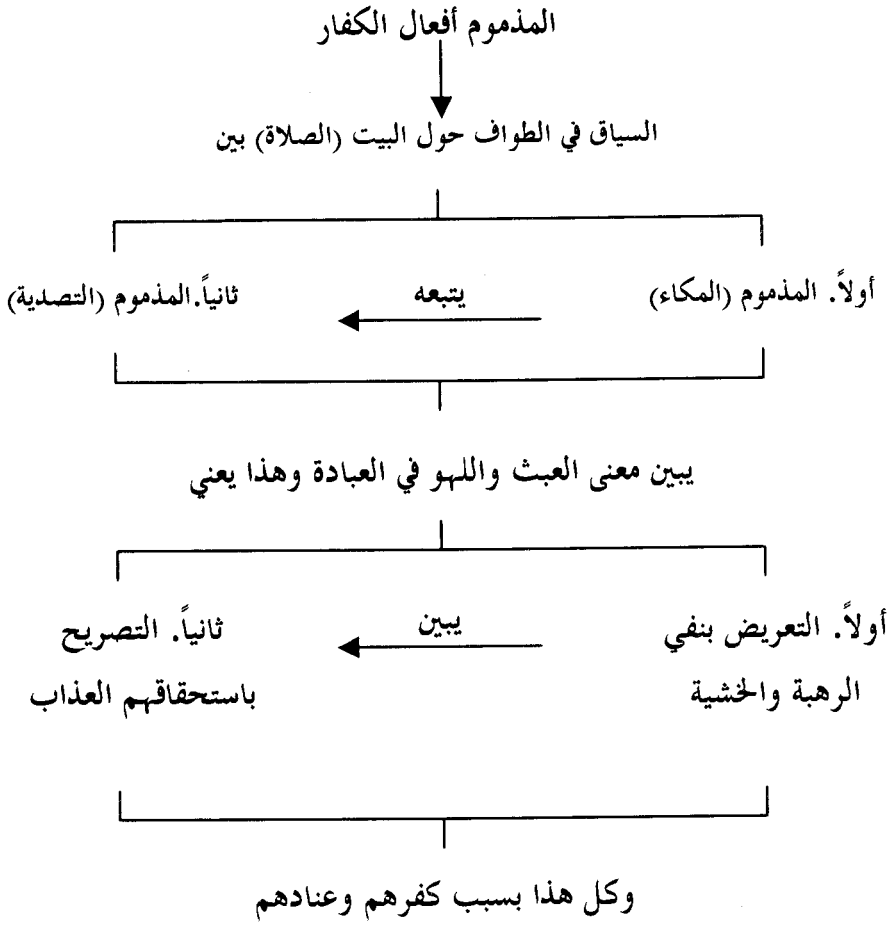 المذموم أفعال الكفار
السياق في الطواف حول البيت (الصلاة) بين
أولاً. المذموم (المكاء)
يتبعه
ثانياً.المذموم (التصدية)
يبين معنى العبث واللهو في العبادة وهذا يعني
أولاً. التعريض بنفي
الرهبة والخشية
يبين
ثانياً. التصريح
باستحقاقهم العذاب
وكل هذا بسبب كفرهم وعنادهم